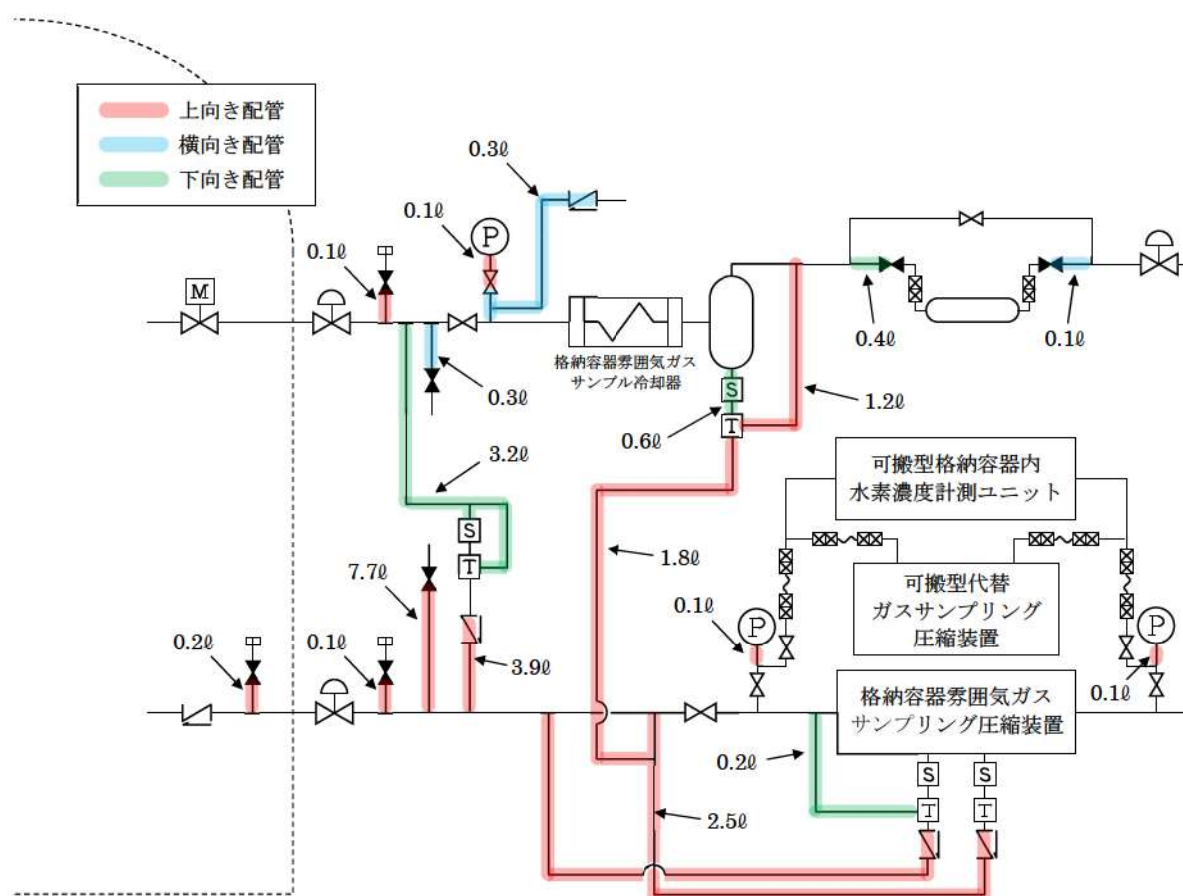 上向き配管
横向き配管
下向き配管
0.3ℓ
0.1ℓ
P
0.1ℓ
M
格納容器雰囲気ガス
サンプル冷却器
0.4ℓ
0.1ℓ
0.3ℓ
S
T
0.6ℓ
1.2ℓ
3.2ℓ
S
T
可搬型格納容器内
水素濃度計測ユニット
1.8ℓ
7.7ℓ
可搬型代替
ガスサンプリング
圧縮装置
0.1ℓ
P
P
0.2ℓ
0.1ℓ
3.9ℓ
0.1ℓ
格納容器雰囲気ガス
サンプリング圧縮装置
0.2ℓ
S
S
T
T
2.5ℓ